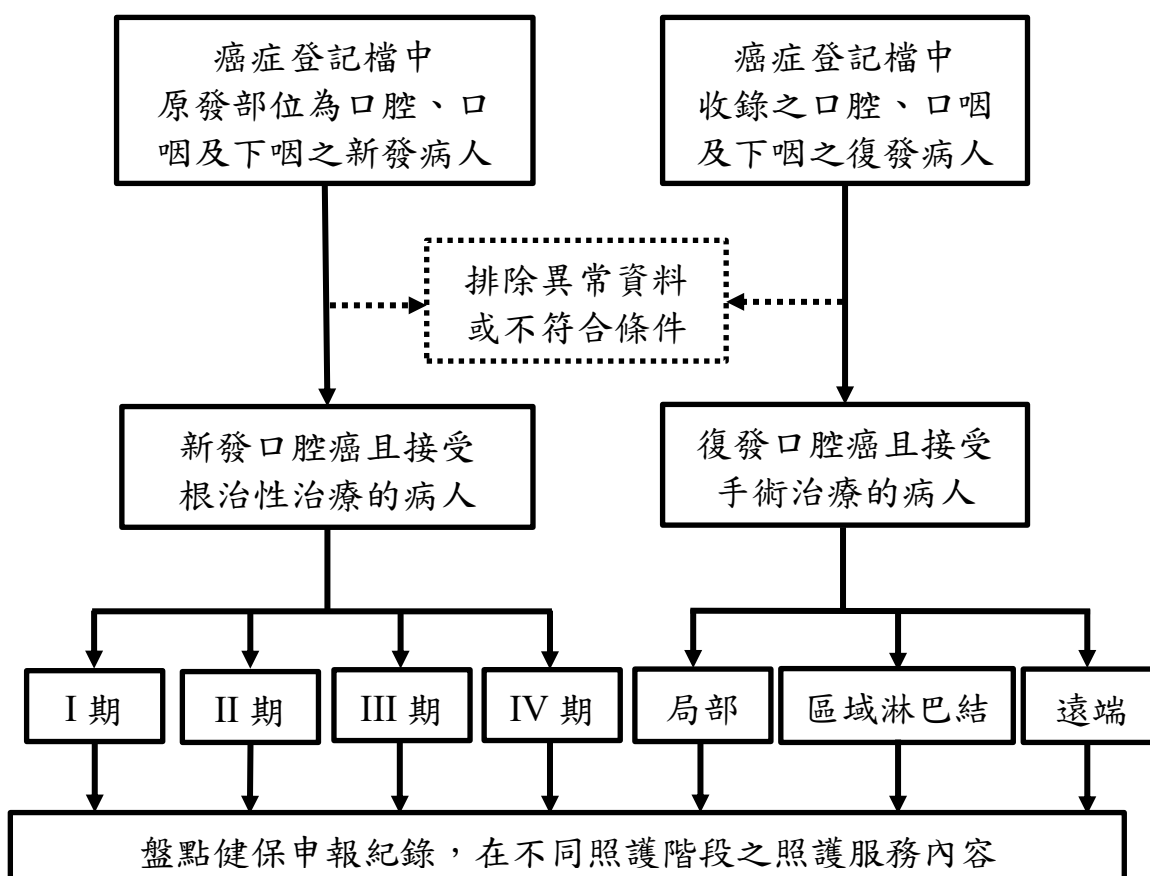 癌症登記檔中
原發部位為口腔、口
咽及下咽之新發病人
癌症登記檔中
收錄之口腔、口咽
及下咽之復發病人
排除異常資料
或不符合條件
新發口腔癌且接受
根治性治療的病人
復發口腔癌且接受
手術治療的病人
I 期
II 期
III 期
IV 期
局部
區域淋巴結
遠端
盤點健保申報紀錄，在不同照護階段之照護服務內容